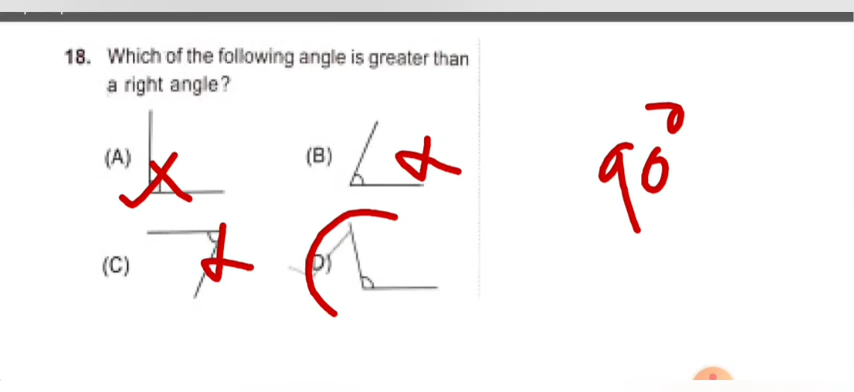 18. Which of the following angle is greater than
a right angle?
(A)
(B)
90°
(C)
(D)